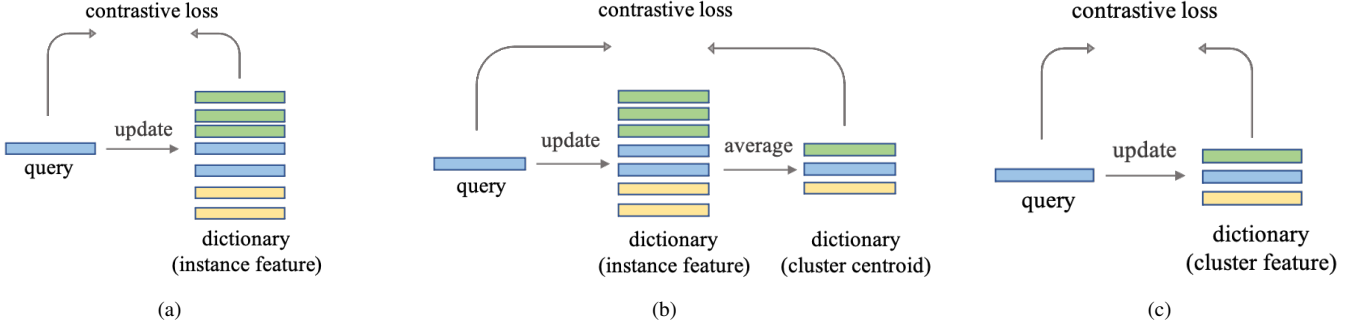 contrastive loss
update
query
dictionary
(instance feature)
(a)
contrastive loss
update
average
query
dictionary
(instance feature)
dictionary
(cluster centroid)
(b)
contrastive loss
update
query
dictionary
(cluster feature)
(c)